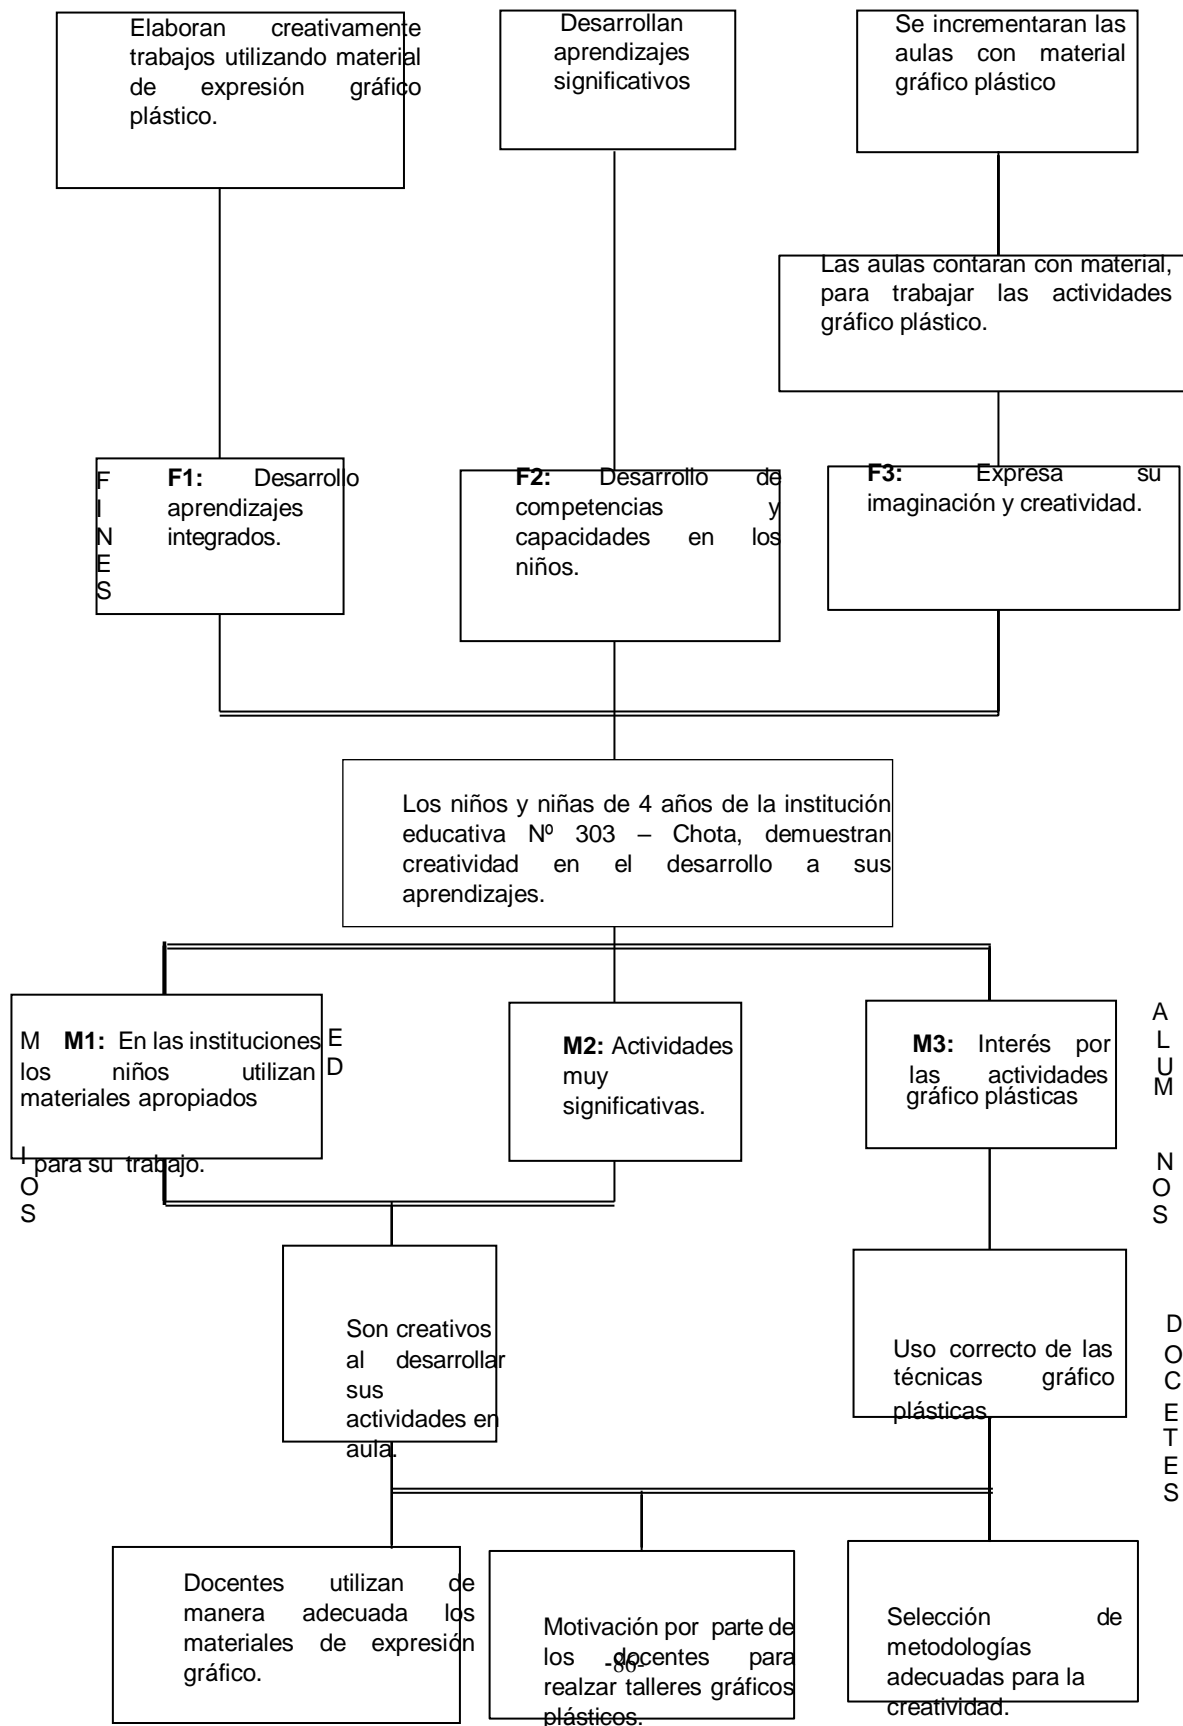 Elaboran creativamente
trabajos utilizando material
de expresión gráfico
plástico.
Desarrollan
aprendizajes
significativos
Se incrementaran las
aulas con material
gráfico plástico
Las aulas contaran con material,
para trabajar las actividades
gráfico plástico.
F
I
N
E
S
F1: Desarrollo
aprendizajes
integrados.
F2: Desarrollo de
competencias y
capacidades en los
niños.
F3: Expresa su
imaginación y creatividad.
Los niños y niñas de 4 años de la institución
educativa Nº 303 – Chota, demuestran
creatividad en el desarrollo a sus
aprendizajes.
M M1: En las instituciones E
los niños utilizan D
materiales apropiados
I para su trabajo.
O
S
M2: Actividades
muy
significativas.
M3: Interés por
las actividades
gráfico plásticas
A
L
U
M
N
O
S
Son creativos
al desarrollar
sus
actividades en
aula.
Uso correcto de las
técnicas gráfico
plásticas
D
O
C
E
T
E
S
Docentes utilizan de
manera adecuada los
materiales de expresión
gráfico.
Motivación por parte de
los docentes para
realzar talleres gráficos
plásticos.
Selección de
metodologías
adecuadas para la
creatividad.
-86-